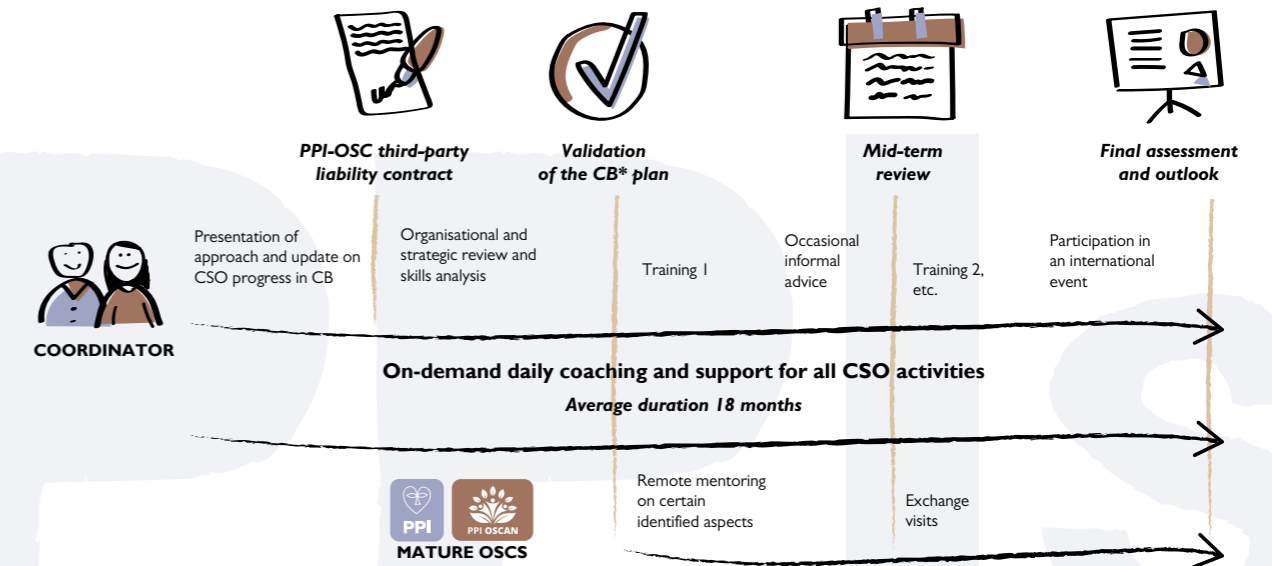 PPI-OSC third-party
liability contract
Validation
of the CB* plan
Mid-term
review
Final assessment
and outlook
Presentation of
approach and update on
CSO progress in CB
Organisational and
strategic review and
skills analysis
Training 1
Occasional
informal
advice
Training 2,
etc.
Participation in
an international
event
COORDINATOR
On-demand daily coaching and support for all CSO activities
Average duration 18 months
PPI
PPI OSCAN
MATURE OSCS
Remote mentoring
on certain
identified aspects
Exchange
visits